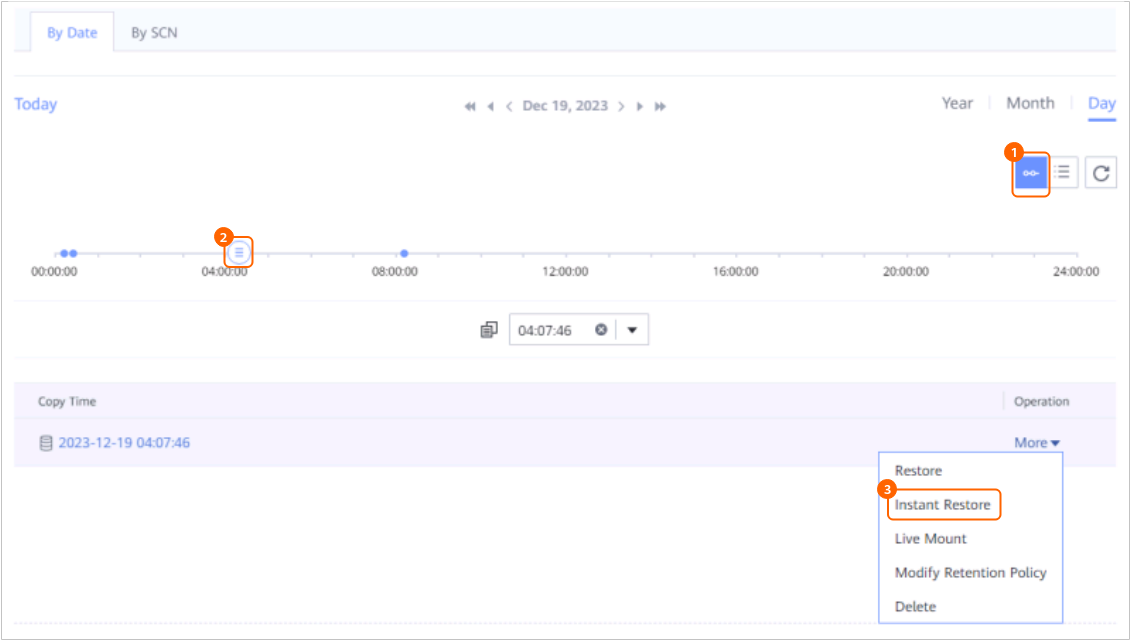 By Date By SCN
Today Dec 19, 2023 Year Month Day
1
2
00:00:00 04:00:00 08:00:00 12:00:00 16:00:00 20:00:00 24:00:00
04:07:46
Copy Time Operation
2023-12-19 04:07:46 More
Restore
3
Instant Restore
Live Mount
Modify Retention Policy
Delete